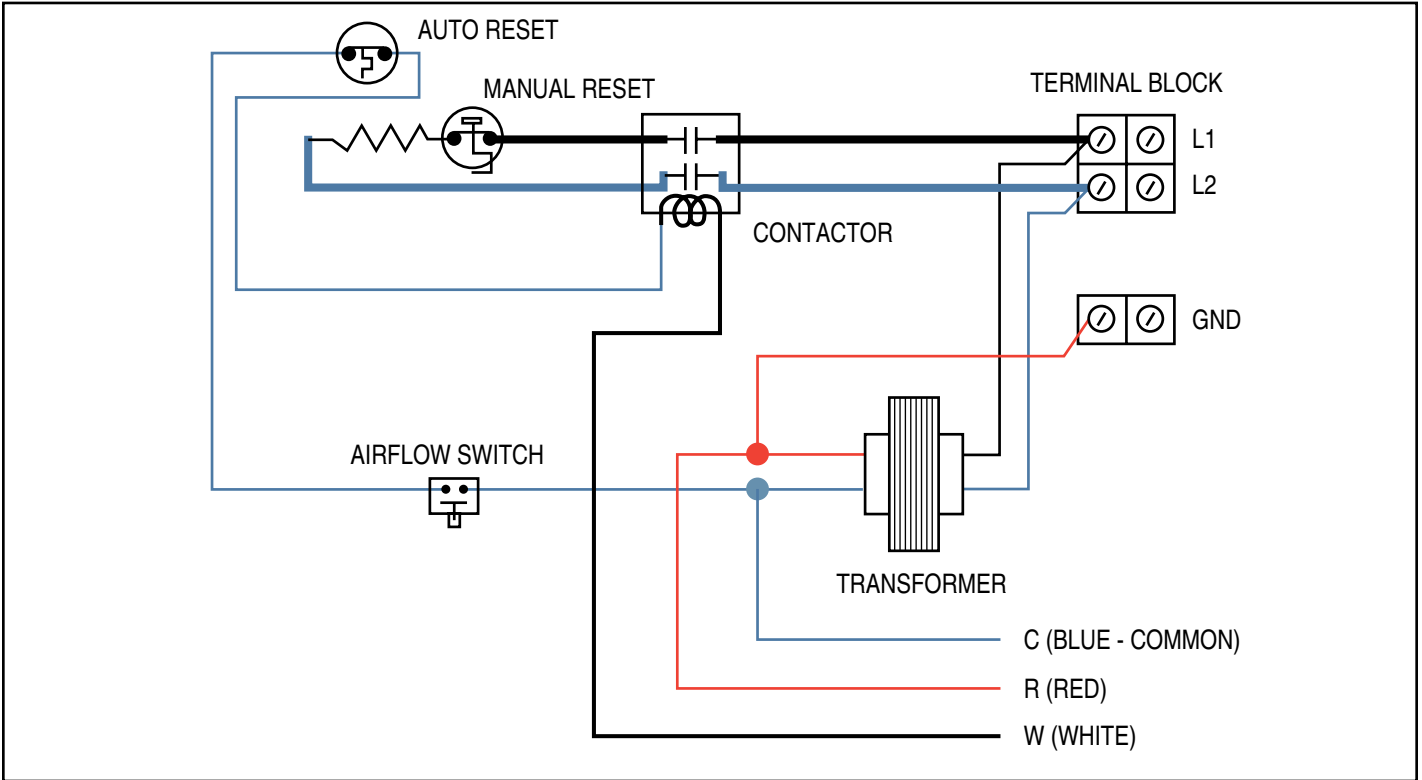 AUTO RESET
MANUAL RESET
TERMINAL BLOCK
L1
L2
CONTACTOR
GND
AIRFLOW SWITCH
TRANSFORMER
C (BLUE - COMMON)
R (RED)
W (WHITE)